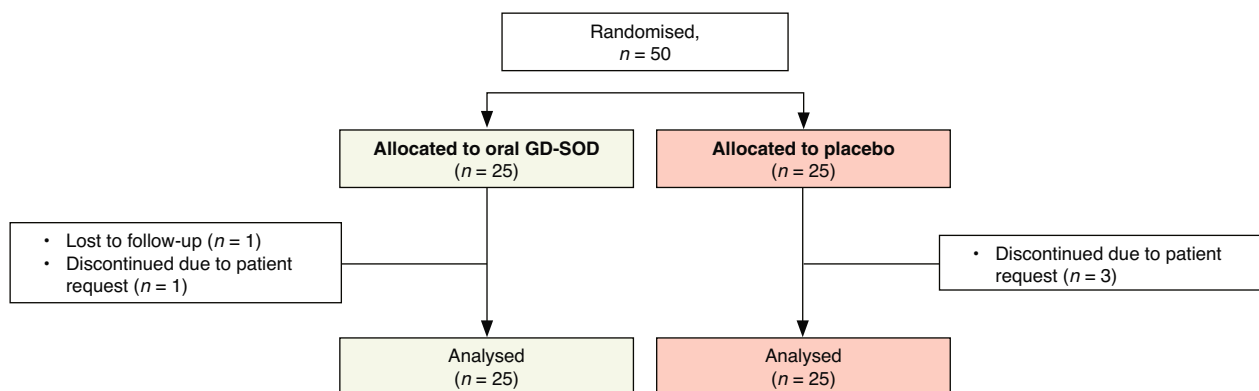 Randomised,
n = 50
Allocated to oral GD-SOD
(n = 25)
Allocated to placebo
(n = 25)
• Lost to follow-up (n = 1)
• Discontinued due to patient
request (n = 1)
• Discontinued due to patient
request (n = 3)
Analysed
(n = 25)
Analysed
(n = 25)